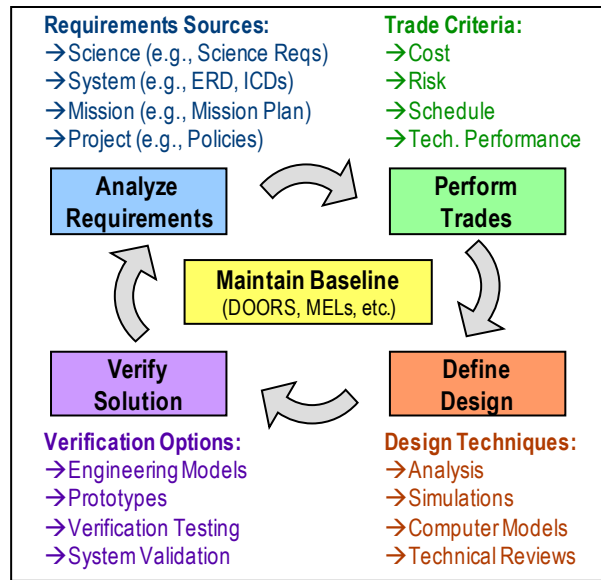 Requirements Sources:
→Science (e.g., Science Reqs)
→System (e.g., ERD, ICDs)
→Mission (e.g., Mission Plan)
→Project (e.g., Policies)
Trade Criteria:
→Cost
→Risk
→Schedule
→Tech. Performance
Analyze
Requirements
Perform
Trades
Maintain Baseline
(DOORS, MELs, etc.)
Verify
Solution
Define
Design
Verification Options:
→Engineering Models
→Prototypes
→Verification Testing
→System Validation
Design Techniques:
→Analysis
→Simulations
→Computer Models
→Technical Reviews